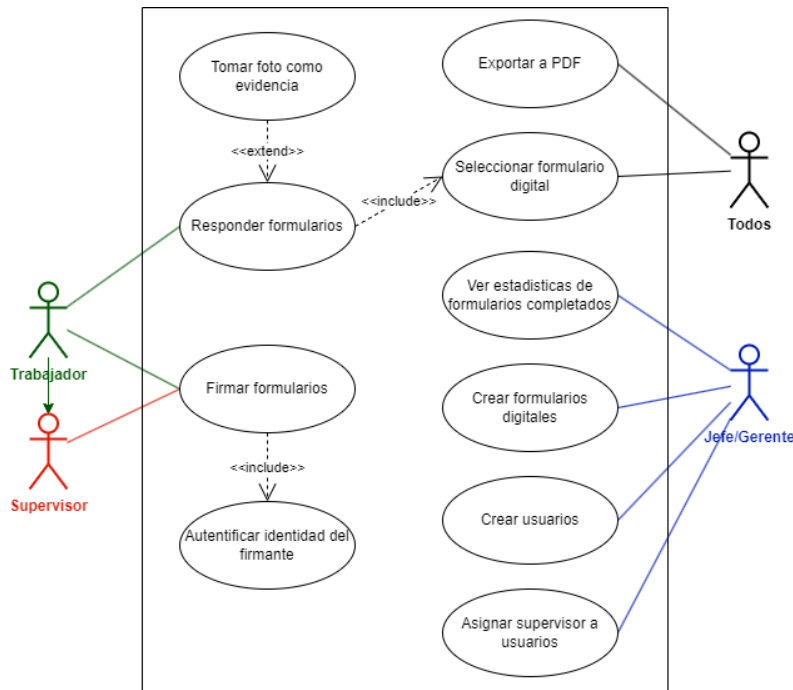 Tomar foto como
evidencia
Exportar a PDF
<<extend>>
Seleccionar formulario
digital
<<include>>
Responder formularios
Todos
Ver estadisticas de
formularios completados
Trabajador
Firmar formularios
Crear formularios
digitales
Jefe/Gerente
<<include>>
Supervisor
Crear usuarios
Autentificar identidad del
firmante
Asignar supervisor a
usuarios